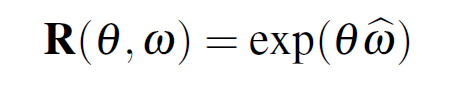 𝐑(θ, 𝝎) = exp(θ𝝎̂)